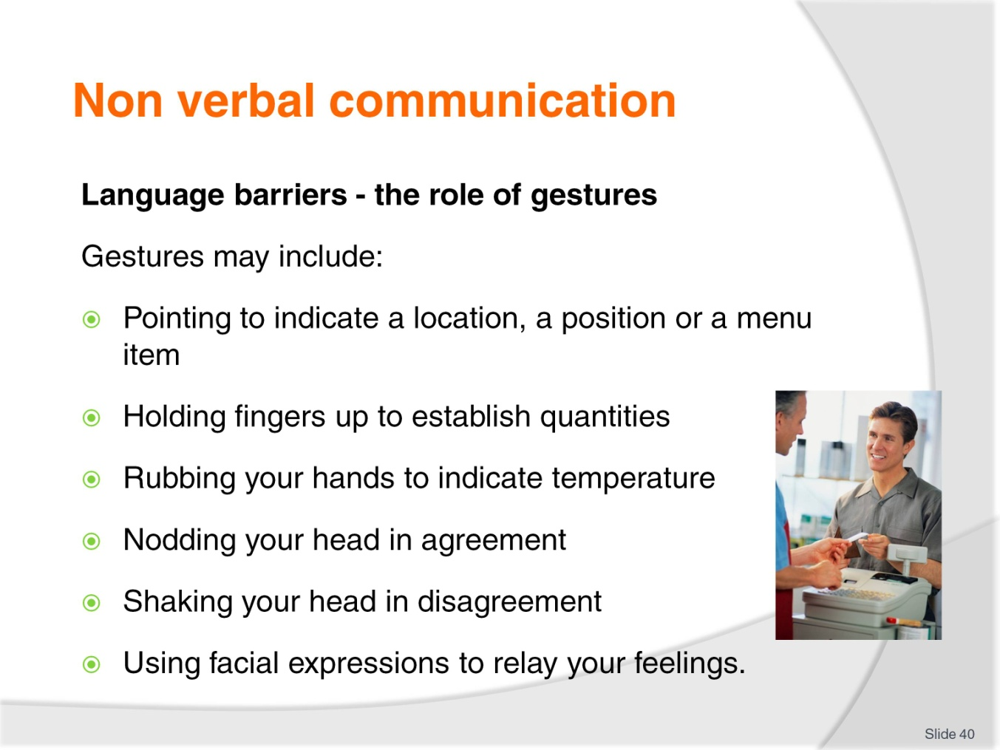 Non verbal communication
Language barriers - the role of gestures
Gestures may include:
Pointing to indicate a location, a position or a menu
item
Holding fingers up to establish quantities
Rubbing your hands to indicate temperature
Nodding your head in agreement
Shaking your head in disagreement
Using facial expressions to relay your feelings.
Slide 40